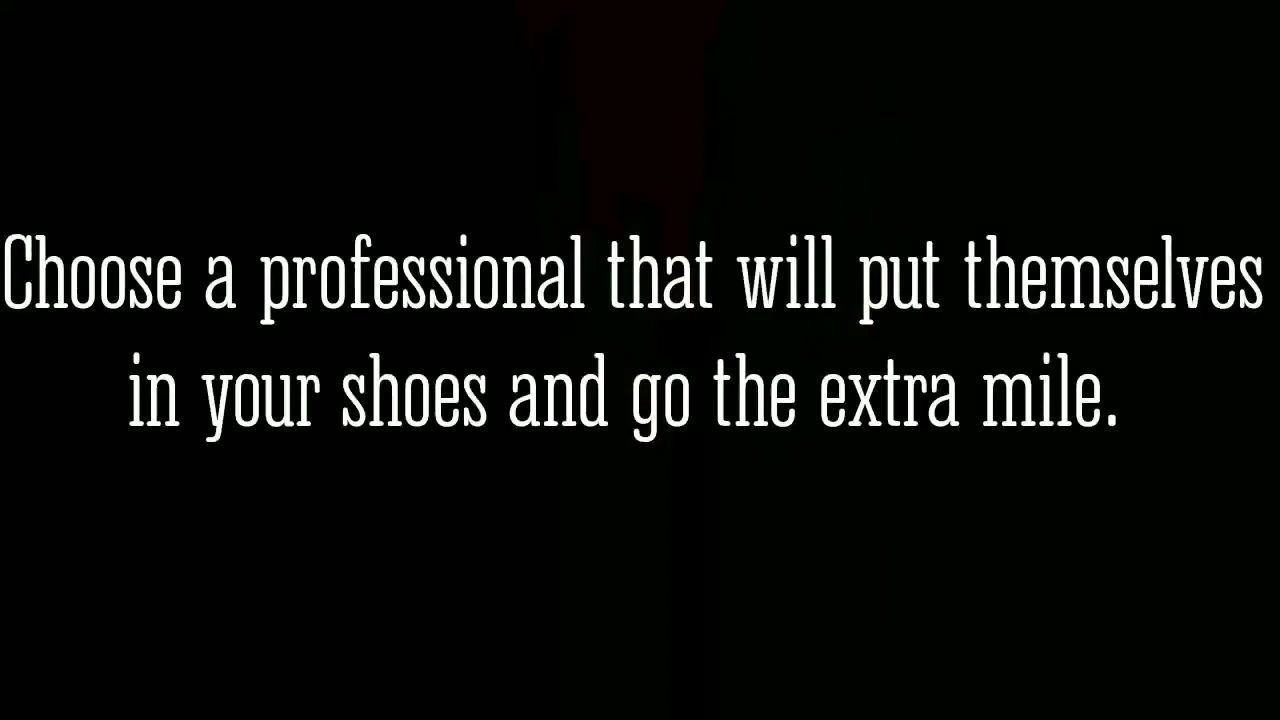 Choose a professional that will put themselves
in your shoes and go the extra mile.